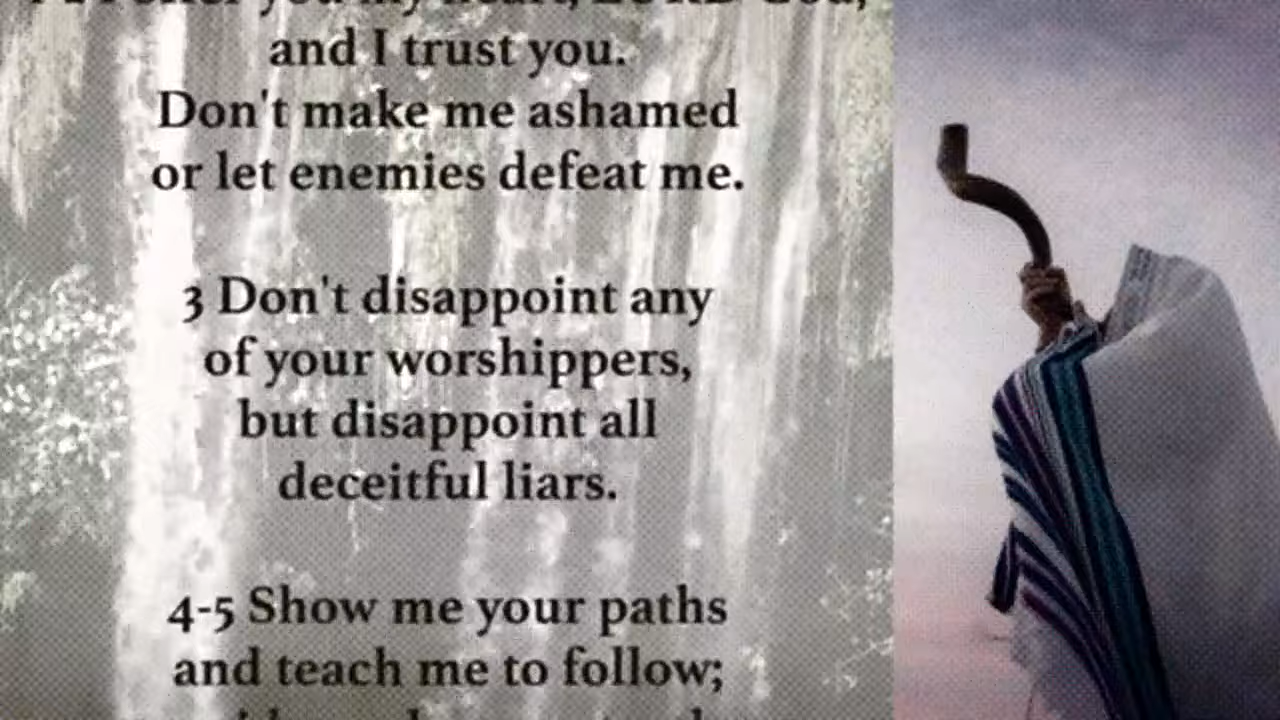 and I trust you.
Don't make me ashamed
or let enemies defeat me.
3 Don't disappoint any
of your worshippers,
but disappoint all
deceitful liars.
4-5 Show me your paths
and teach me to follow;